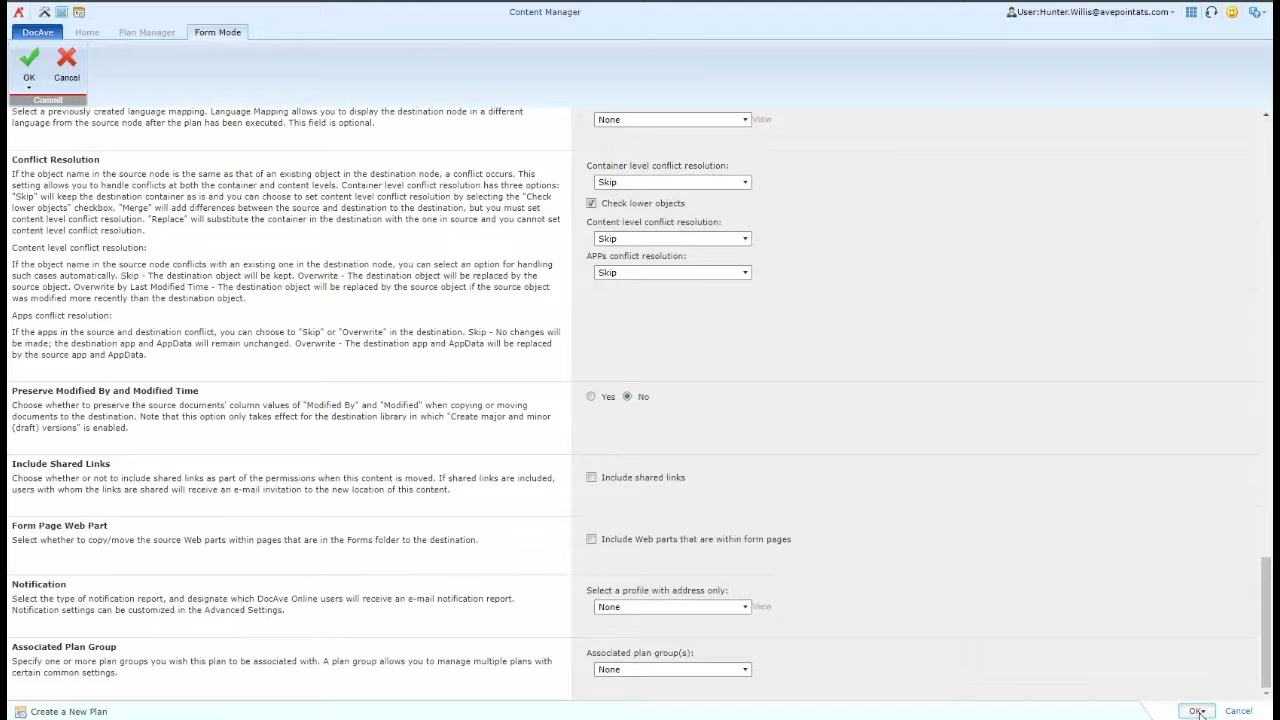 Content Manager
User:Hunter.Willis@avepointats.com
DocAve
Home
Plan Manager
Form Mode
OK
Cancel
Commit
Select a previously created language mapping. Language Mapping allows you to display the destination node in a different
language from the source node after the plan has been executed. This field is optional.
None
View
Conflict Resolution
If the object name in the source node is the same as that of an existing object in the destination node, a conflict occurs. This
setting allows you to handle conflicts at both the container and content levels. Container level conflict resolution has three options:
"Skip" will keep the destination container as is and you can choose to set content level conflict resolution by selecting the "Check
lower objects" checkbox. "Merge" will add differences between the source and destination to the destination, but you must set
content level conflict resolution. "Replace" will substitute the container in the destination with the one in source and you cannot set
content level conflict resolution.
Content level conflict resolution:
If the object name in the source node conflicts with an existing one in the destination node, you can select an option for handling
such cases automatically. Skip - The destination object will be kept. Overwrite - The destination object will be replaced by the
source object. Overwrite by Last Modified Time - The destination object will be replaced by the source object if the source object
was modified more recently than the destination object.
Apps conflict resolution:
If the apps in the source and destination conflict, you can choose to "Skip" or "Overwrite" in the destination. Skip - No changes will
be made; the destination app and AppData will remain unchanged. Overwrite - The destination app and AppData will be replaced
by the source app and AppData.
Container level conflict resolution:
Skip
Check lower objects
Content level conflict resolution:
Skip
APPs conflict resolution:
Skip
Preserve Modified By and Modified Time
Choose whether to preserve the source documents' column values of "Modified By" and "Modified" when copying or moving
documents to the destination. Note that this option only takes effect for the destination library in which "Create major and minor
(draft) versions" is enabled.
Yes
No
Include Shared Links
Choose whether or not to include shared links as part of the permissions when this content is moved. If shared links are included,
users with whom the links are shared will receive an e-mail invitation to the new location of this content.
Include shared links
Form Page Web Part
Select whether to copy/move the source Web parts within pages that are in the Forms folder to the destination.
Include Web parts that are within form pages
Notification
Select the type of notification report, and designate which DocAve Online users will receive an e-mail notification report.
Notification settings can be customized in the Advanced Settings.
Select a profile with address only:
None
View
Associated Plan Group
Specify one or more plan groups you wish this plan to be associated with. A plan group allows you to manage multiple plans with
certain common settings.
Associated plan group(s):
None
Create a New Plan
OK
Cancel